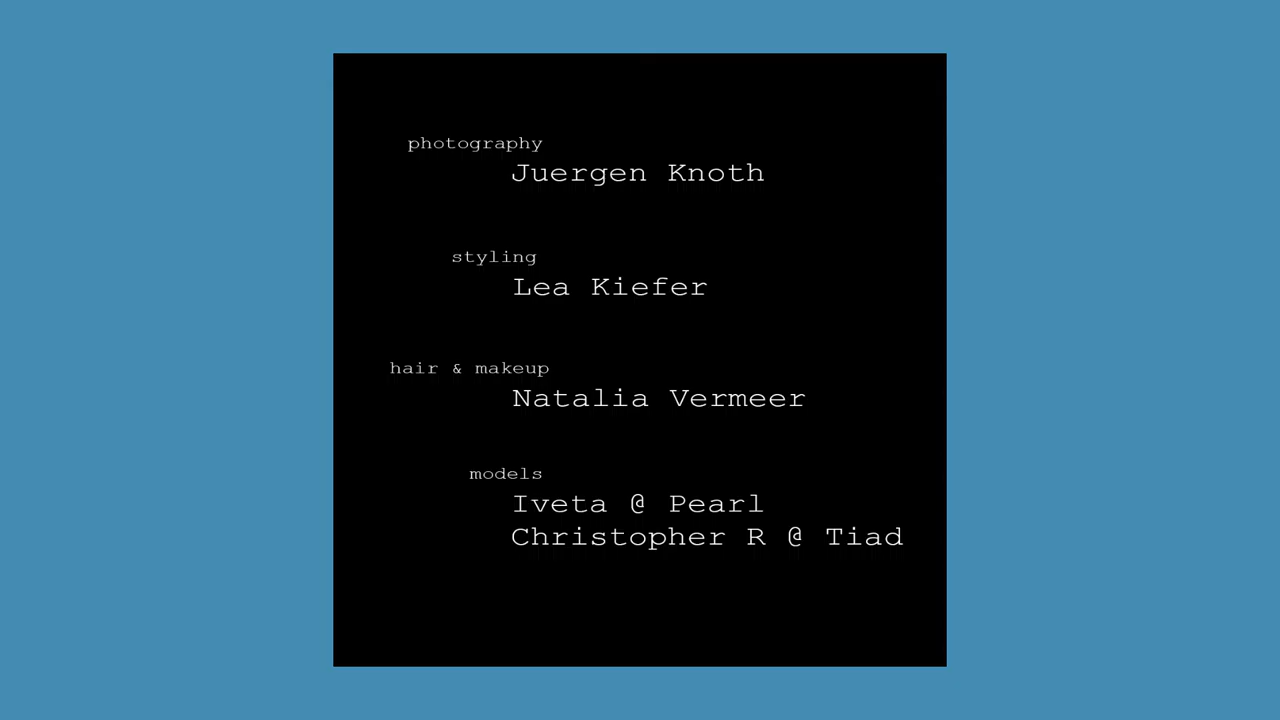 photography
Juergen Knoth
styling
Lea Kiefer
hair & makeup
Natalia Vermeer
models
Iveta @ Pearl
Christopher R @ Tiad